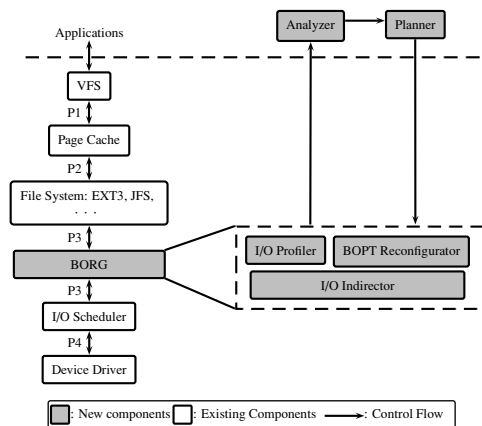 Analyzer
Planner
Applications
VFS
P1
Page Cache
P2
File System: EXT3, JFS,
. . .
P3
BORG
I/O Profiler
BOPT Reconfigurator
I/O Indirector
P3
I/O Scheduler
P4
Device Driver
: New components
: Existing Components
: Control Flow